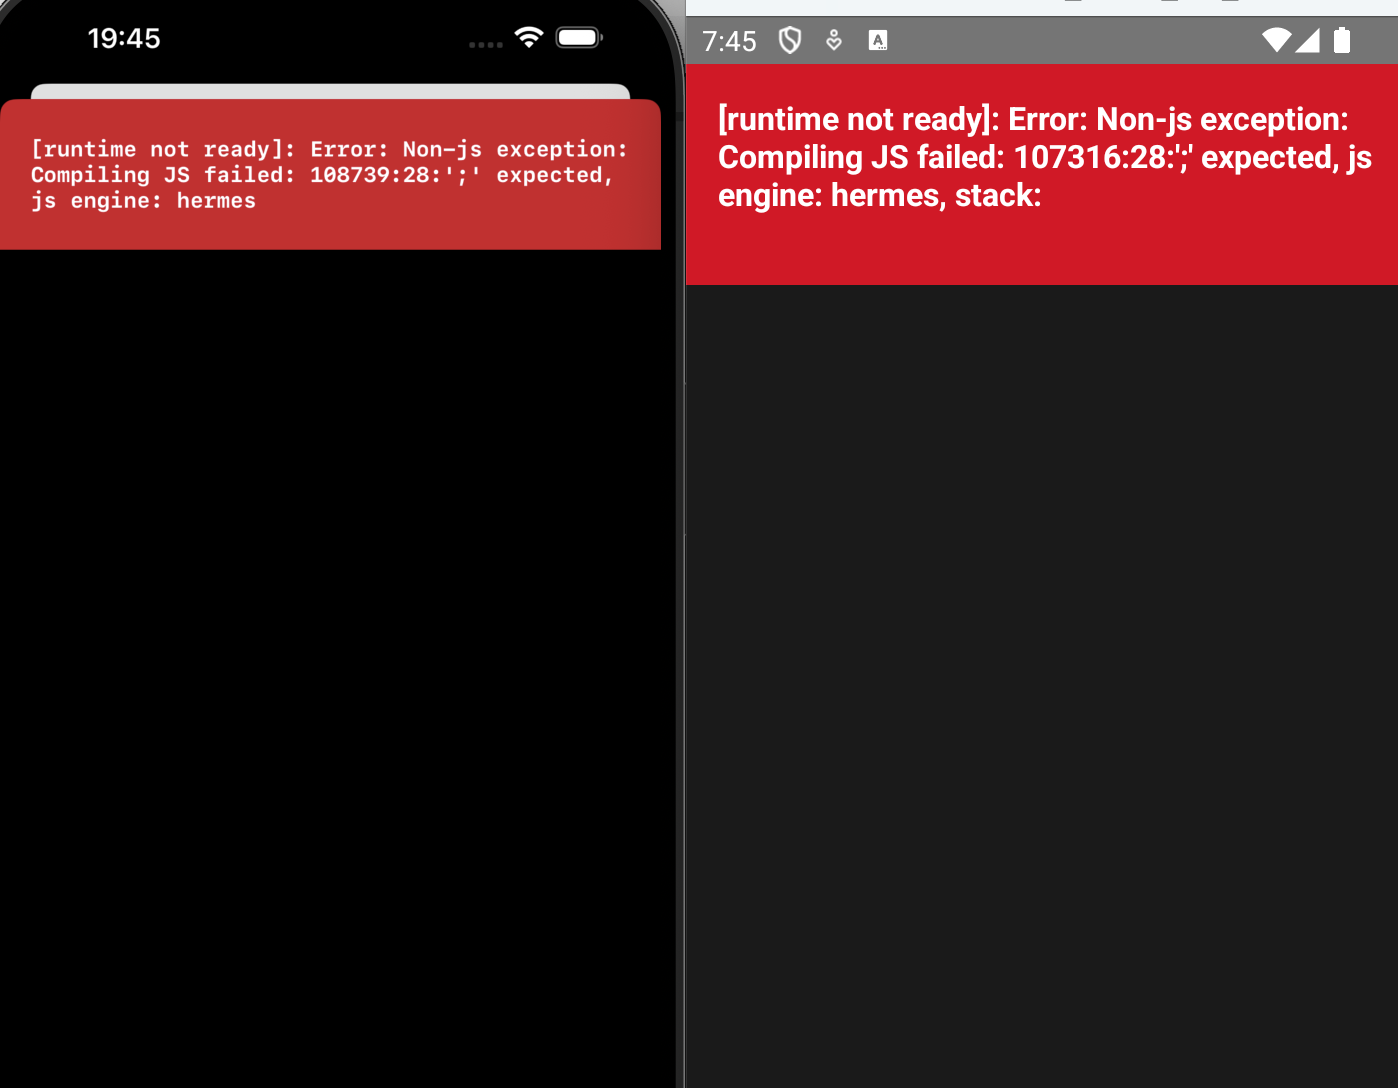 19:45
[runtime not ready]: Error: Non-js exception:
Compiling JS failed: 108739:28:';' expected,
js engine: hermes
7:45
A
[runtime not ready]: Error: Non-js exception:
Compiling JS failed: 107316:28:';' expected, js
engine: hermes, stack: